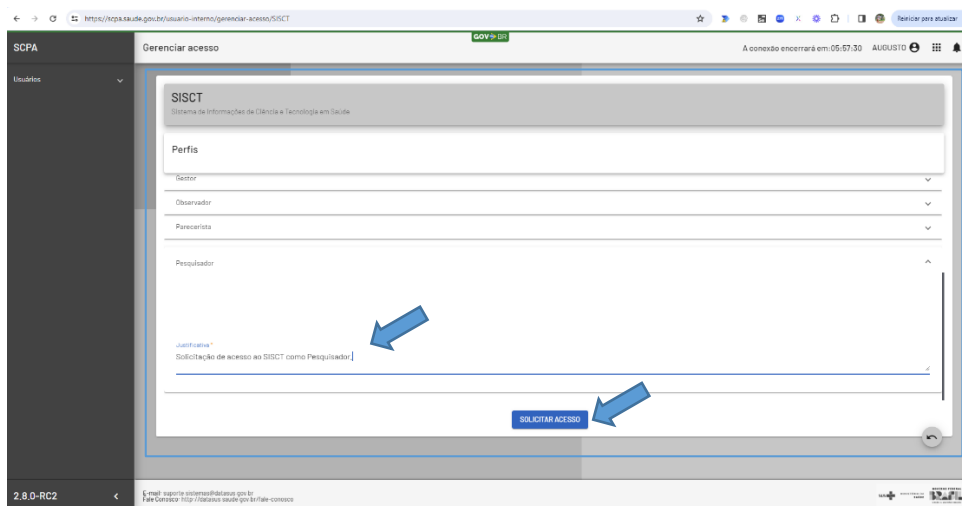 https://scpa.saude.gov.br/usuario-interno/gerenciar-acesso/SISCT
Reiniciar para atualizar
GOV BR
SCPA
Gerenciar acesso
A conexão encerrará em: 05:57:30 AUGUSTO
Usuários
SISCT
Sistema de Informações de Ciência e Tecnologia em Saúde
Perfis
Gestor
Observador
Parecerista
Pesquisador
Justificativa *
Solicitação de acesso ao SISCT como Pesquisador.
SOLICITAR ACESSO
2.8.0-RC2
E-mail: suporte.sistemas@datasus.gov.br
Fale Conosco: http://datasus.saude.gov.br/fale-conosco